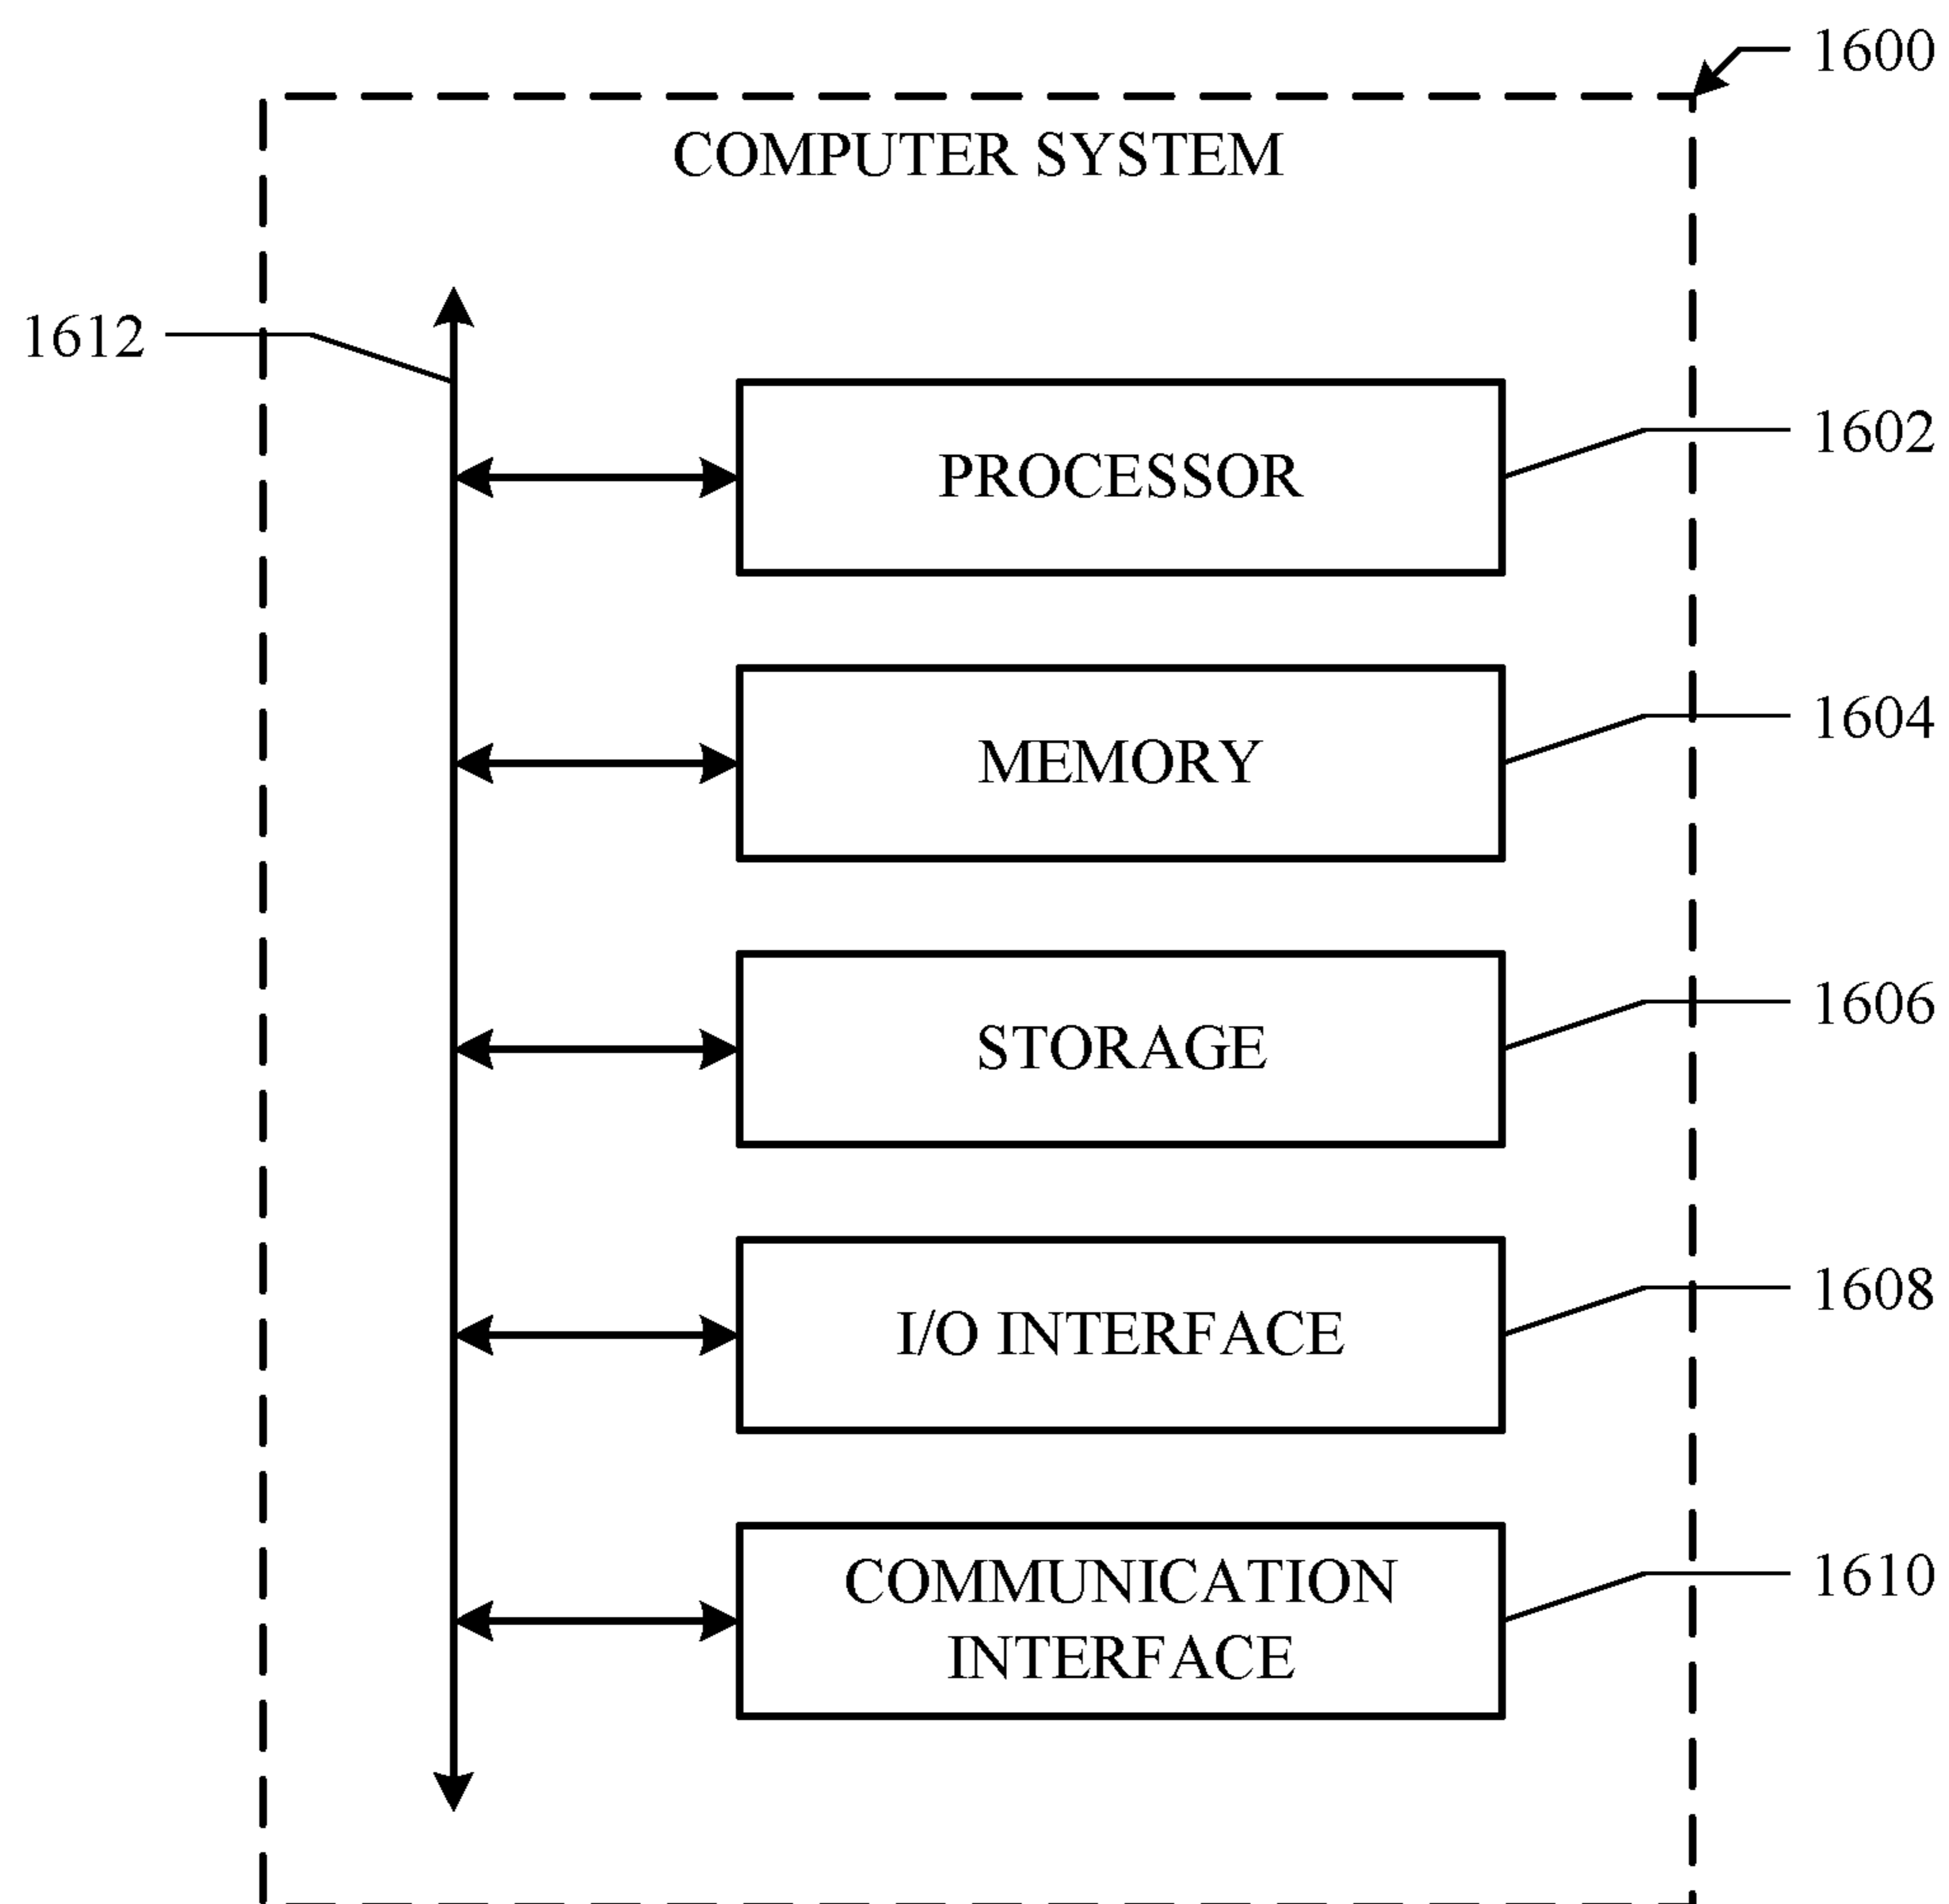 1600
COMPUTER SYSTEM
1612
1602
PROCESSOR
1604
MEMORY
1606
STORAGE
1608
I/O INTERFACE
1610
COMMUNICATION
INTERFACE